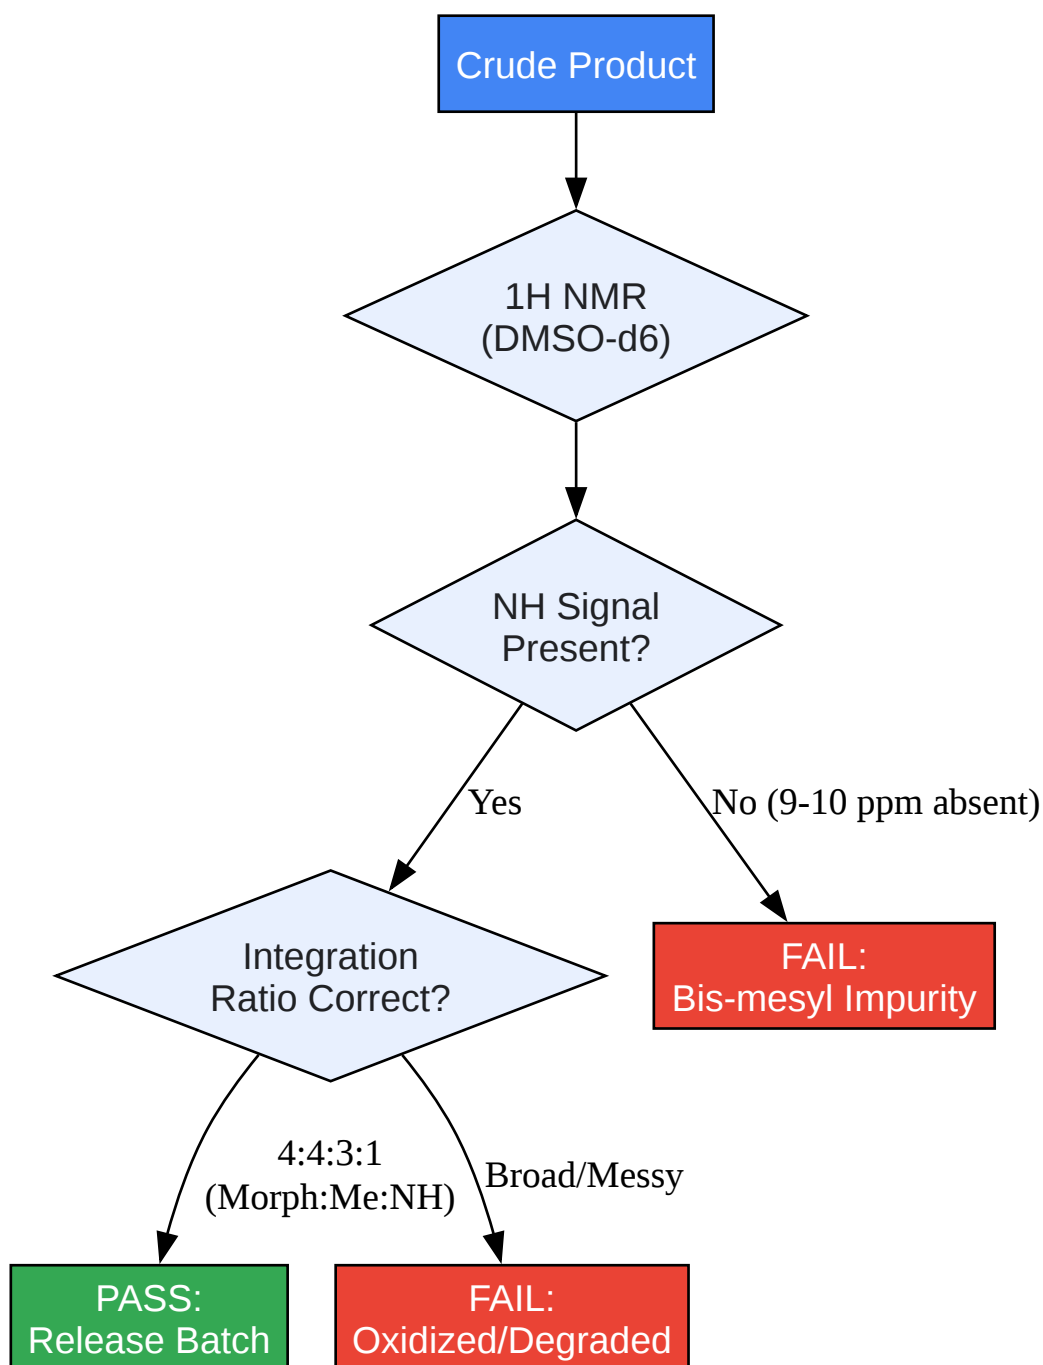 Crude Product
1H NMR
(DMSO-d6)
NH Signal
Present?
Yes
No (9-10 ppm absent)
Integration
Ratio Correct?
FAIL:
Bis-mesyl Impurity
4:4:3:1
(Morph:Me:NH)
Broad/Messy
PASS:
Release Batch
FAIL:
Oxidized/Degraded